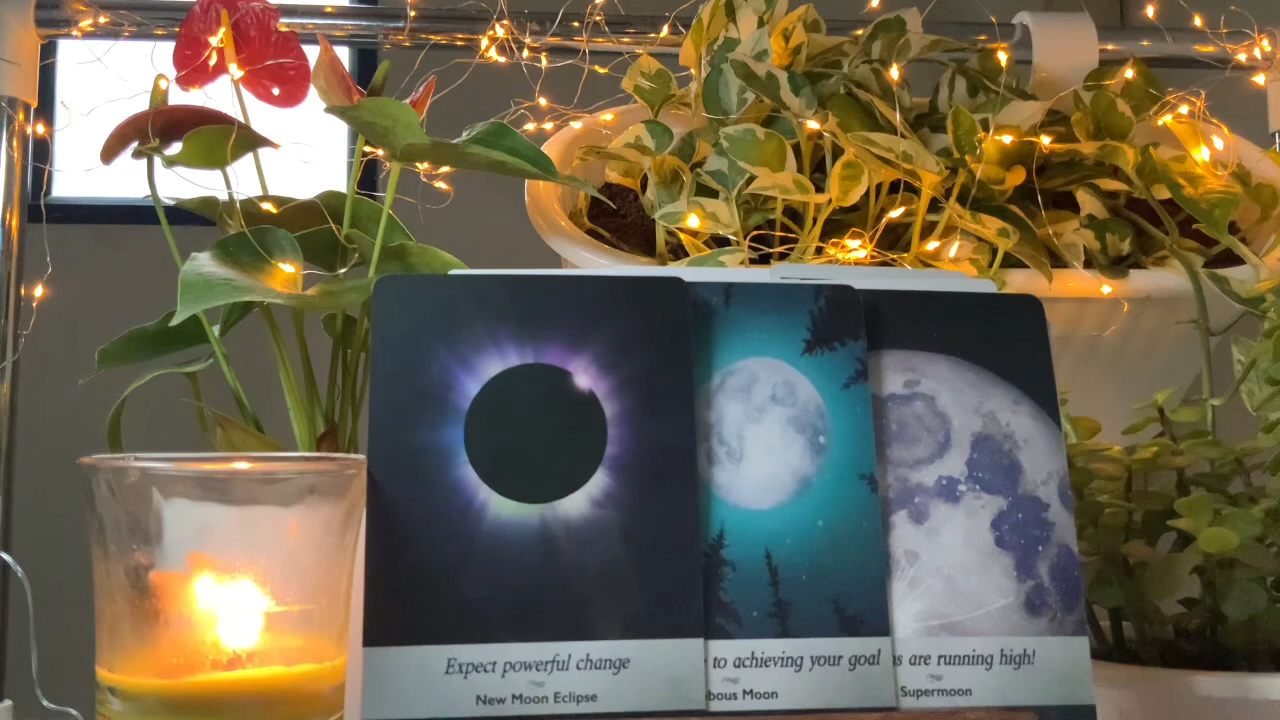 Expect powerful change
New Moon Eclipse
to achieving your goal
bous Moon
s are running high!
Supermoon